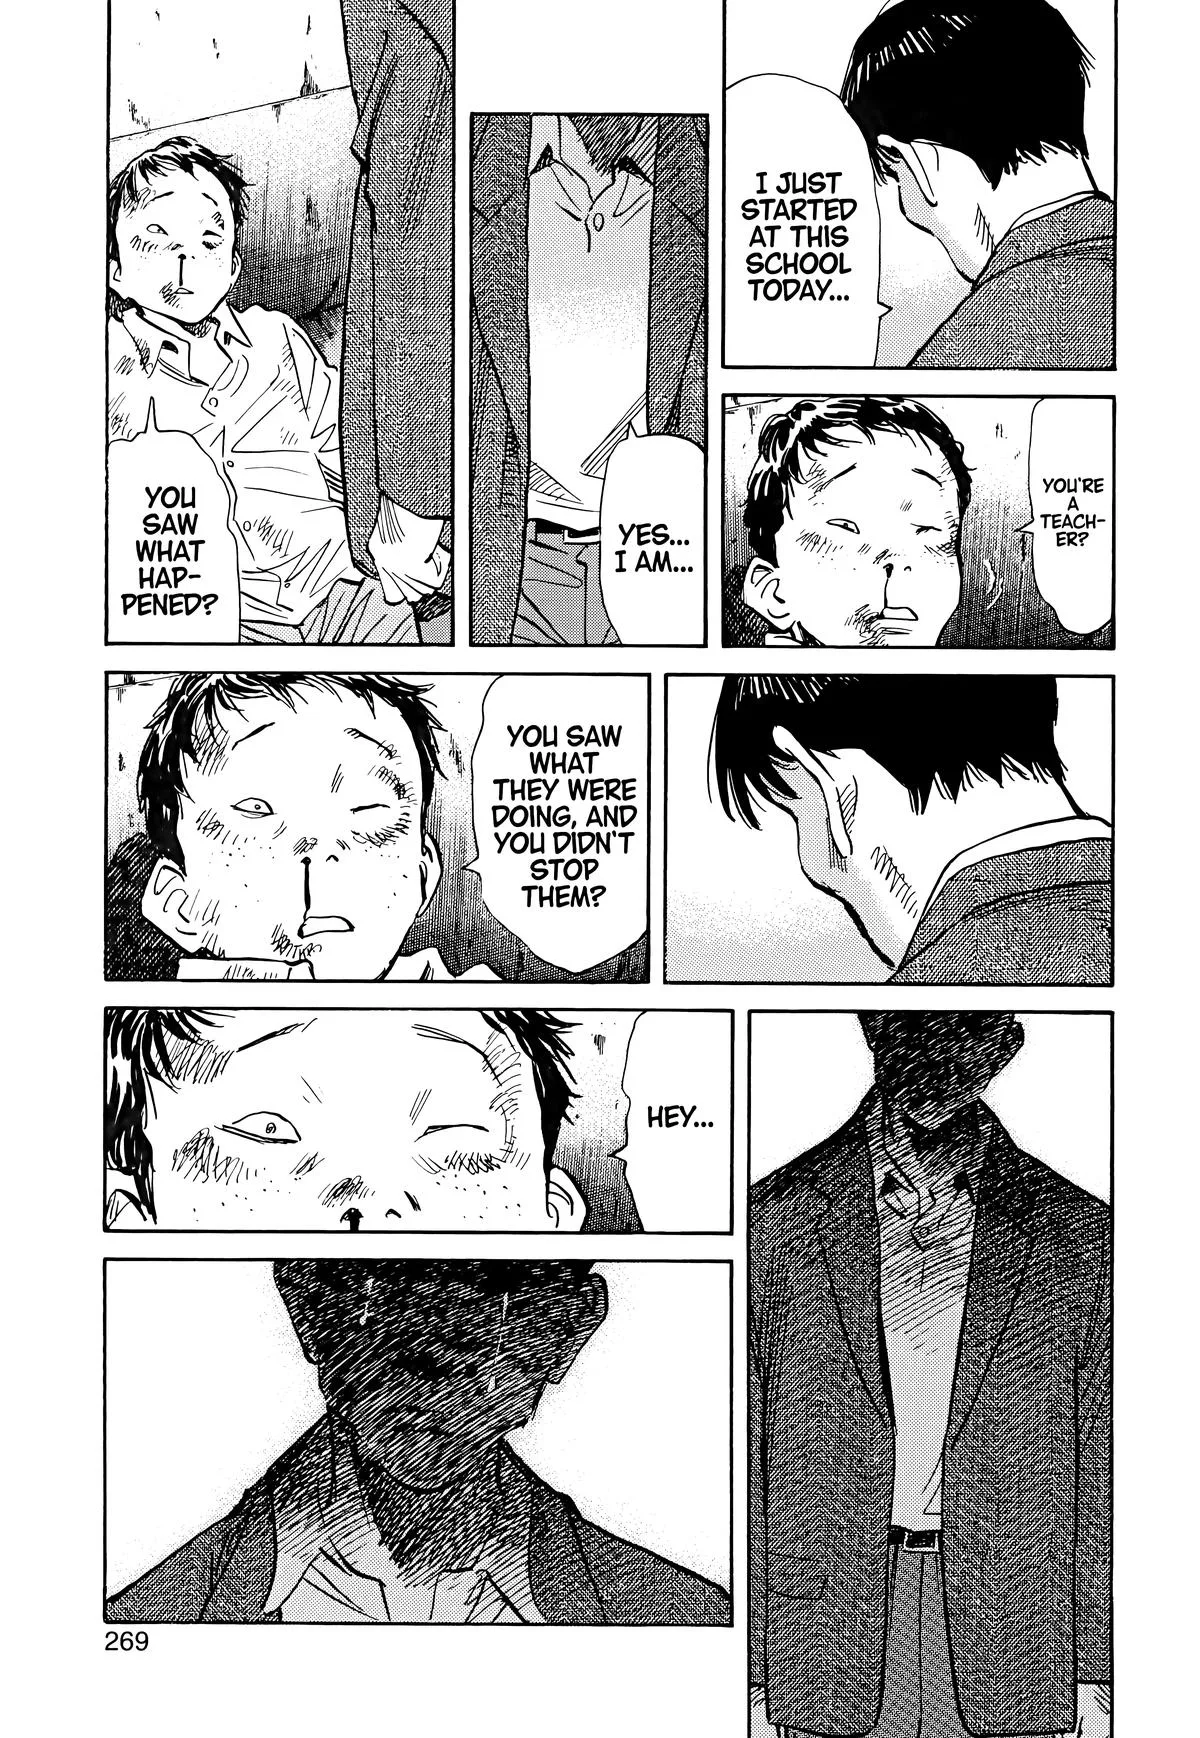 I JUST
STARTED
AT THIS
SCHOOL
TODAY...
YOU'RE
A
TEACH-
ER?
YES...
I AM...
YOU
SAW
WHAT
HAP-
PENED?
YOU SAW
WHAT
THEY WERE
DOING, AND
YOU DIDN'T
STOP
THEM?
HEY...
269